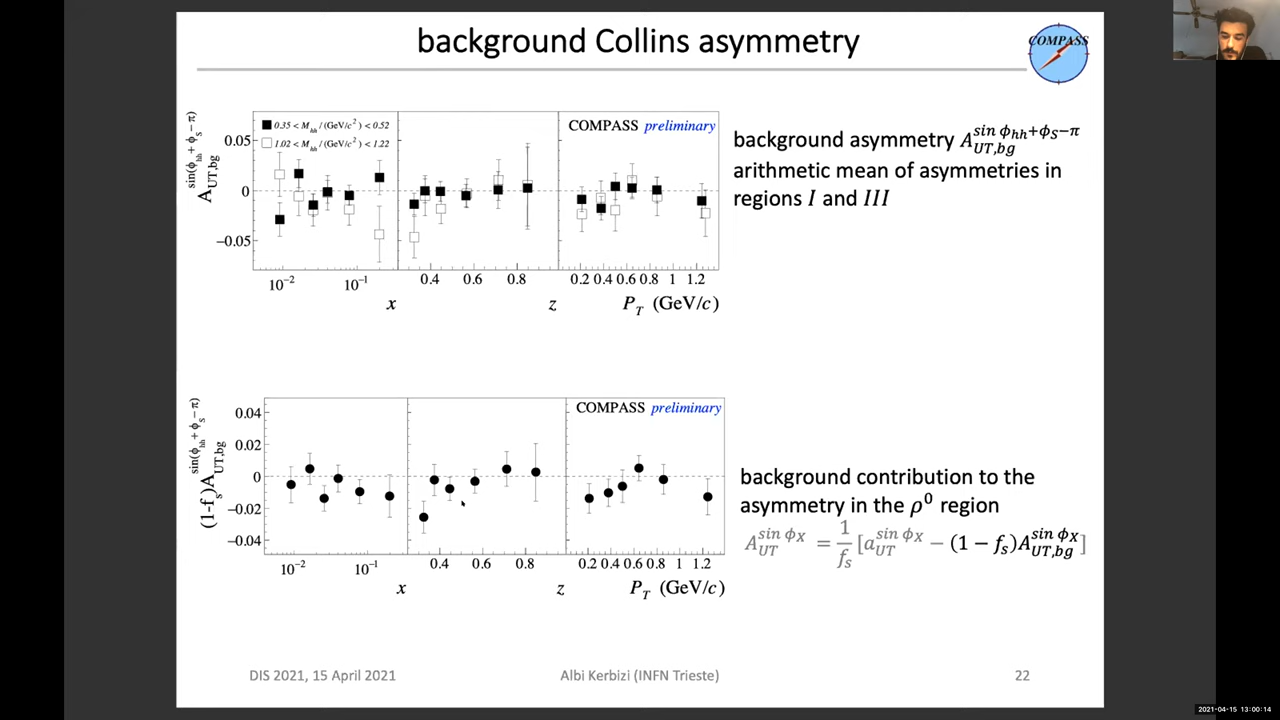 background Collins asymmetry
COMPASS
0.35 < M_hh /(GeV/c²) < 0.52
1.02 < M_hh /(GeV/c²) < 1.22
COMPASS preliminary
A_UT,bg^sin(ϕ_hh + ϕ_S − π)
0.05
0
−0.05
10⁻² 10⁻¹ 0.4 0.6 0.8 0.2 0.4 0.6 0.8 1 1.2
x z P_T (GeV/c)
background asymmetry A_UT,bg^sin ϕ_hh+ϕ_S−π
arithmetic mean of asymmetries in
regions I and III
COMPASS preliminary
(1-f_s)A_UT,bg^sin(ϕ_hh + ϕ_S − π)
0.04
0.02
0
−0.02
−0.04
10⁻² 10⁻¹ 0.4 0.6 0.8 0.2 0.4 0.6 0.8 1 1.2
x z P_T (GeV/c)
background contribution to the
asymmetry in the ρ⁰ region
A_UT^sin ϕ_X = 1/f_s [a_UT^sin ϕ_X − (1 − f_s)A_UT,bg^sin ϕ_X]
DIS 2021, 15 April 2021 Albi Kerbizi (INFN Trieste) 22
2021-04-15 13:00:14